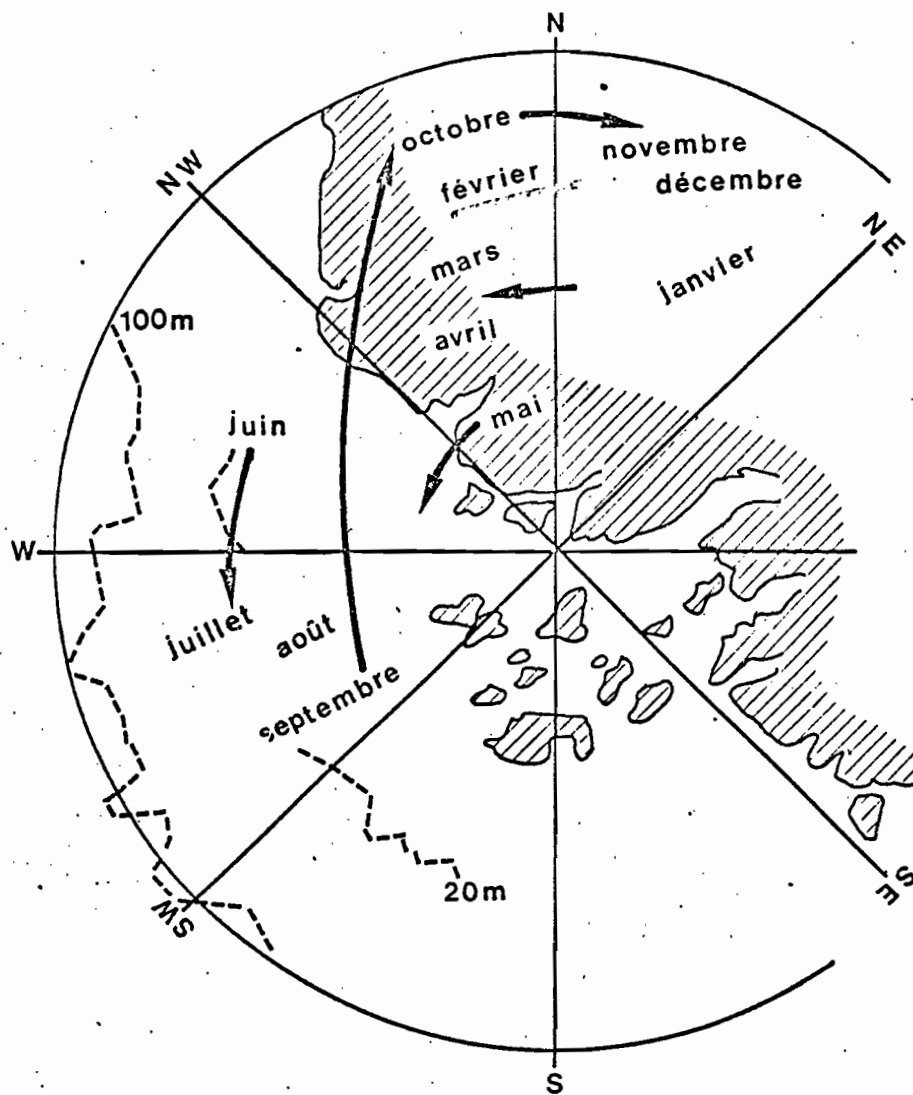 N
octobre
novembre
NW
février
décembre
NE
mars
janvier
100m
avril
juin
mai
W
juillet
août
septembre
20m
SW
SE
S